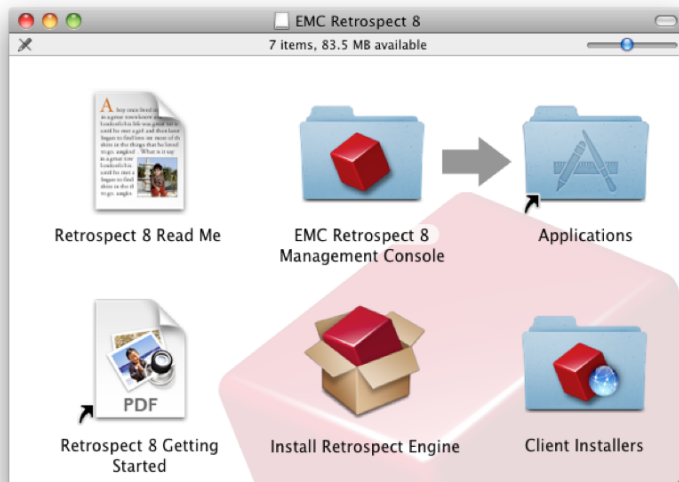 EMC Retrospect 8
7 items, 83.5 MB available
Retrospect 8 Read Me
EMC Retrospect 8
Management Console
Applications
PDF
Retrospect 8 Getting
Started
Install Retrospect Engine
Client Installers